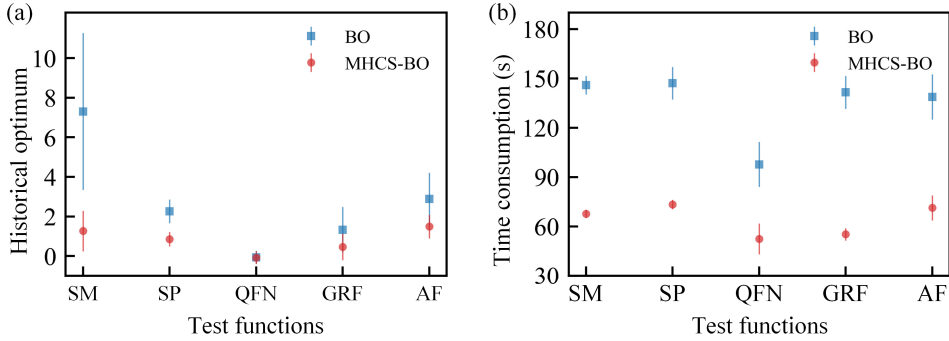 (a)
Historical optimum
10
8
6
4
2
0
BO
MHCS-BO
SM SP QFN GRF AF
Test functions
(b)
Time consumption (s)
180
150
120
90
60
30
BO
MHCS-BO
SM SP QFN GRF AF
Test functions